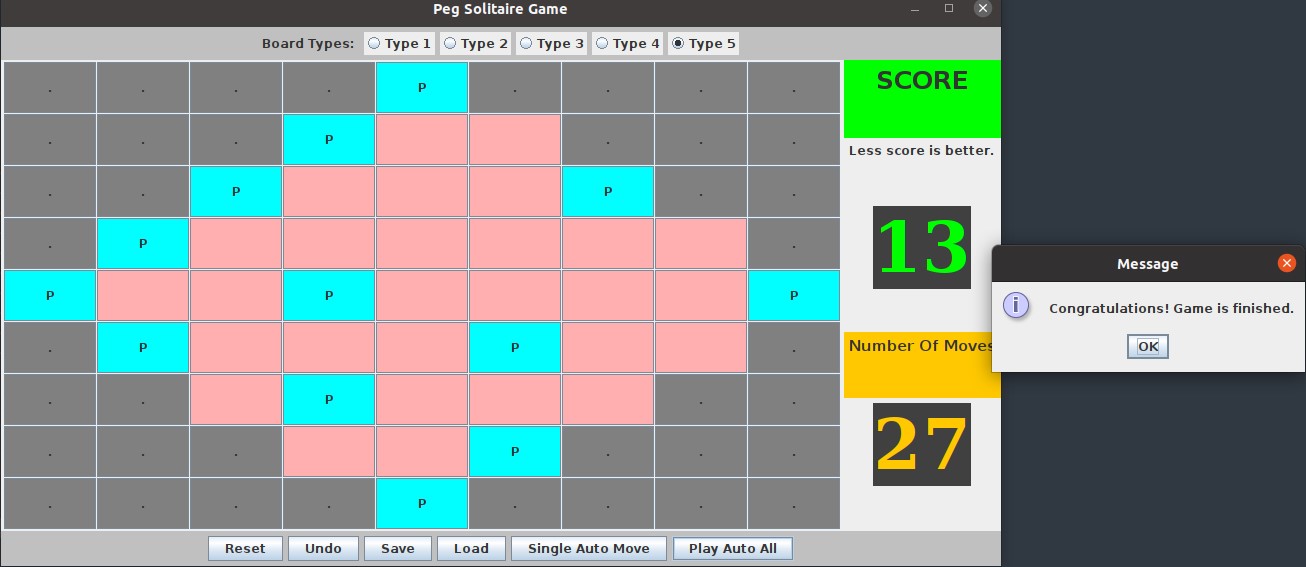 Peg Solitaire Game
Board Types: Type 1 Type 2 Type 3 Type 4 Type 5
. . . . P . . . .
. . . P . . .
. . P P . .
. P .
P P P
. P P .
. . P . .
. . . P . . .
. . . . P . . . .
SCORE
Less score is better.
13
Number Of Moves
27
Message
Congratulations! Game is finished.
OK
Reset Undo Save Load Single Auto Move Play Auto All